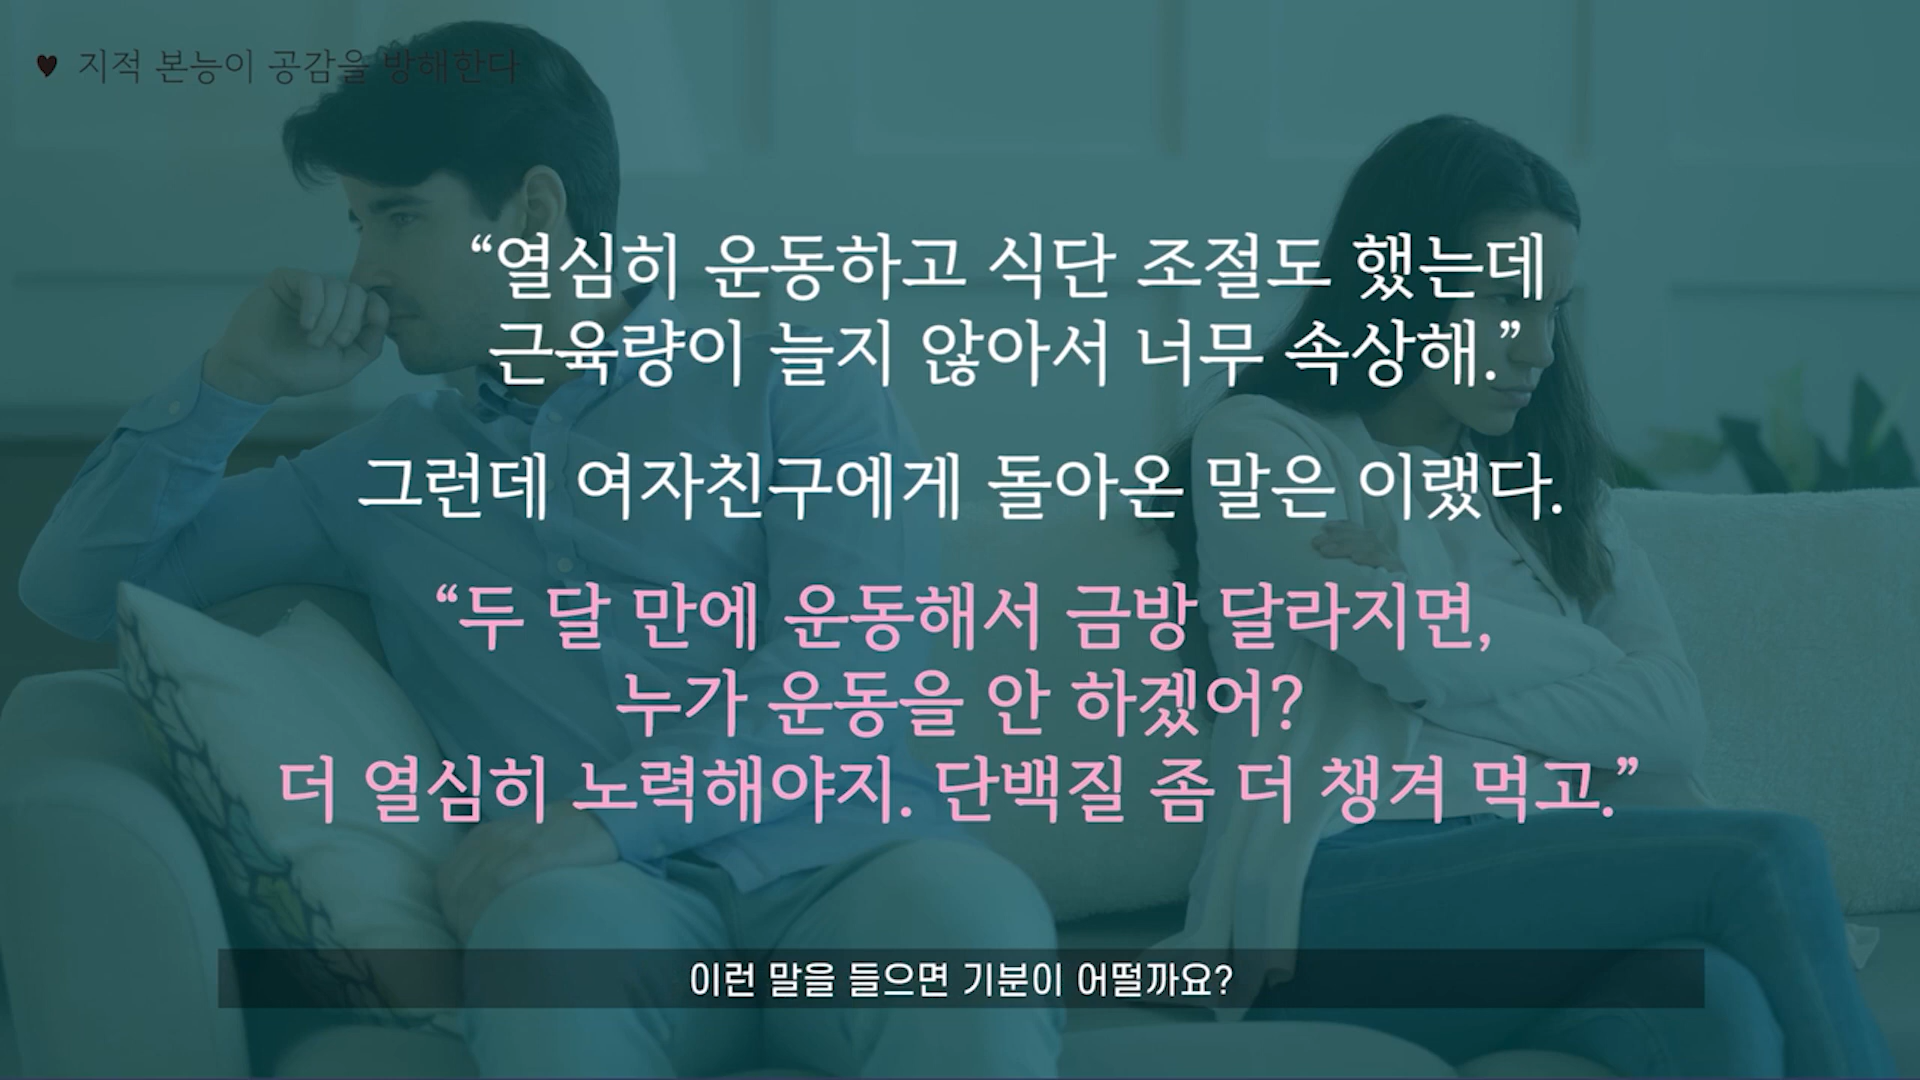 ♥ 지적 본능이 공감을 방해한다
“열심히 운동하고 식단 조절도 했는데
근육량이 늘지 않아서 너무 속상해.”
그런데 여자친구에게 돌아온 말은 이랬다.
“두 달 만에 운동해서 금방 달라지면,
누가 운동을 안 하겠어?
더 열심히 노력해야지. 단백질 좀 더 챙겨 먹고.”
이런 말을 들으면 기분이 어떨까요?